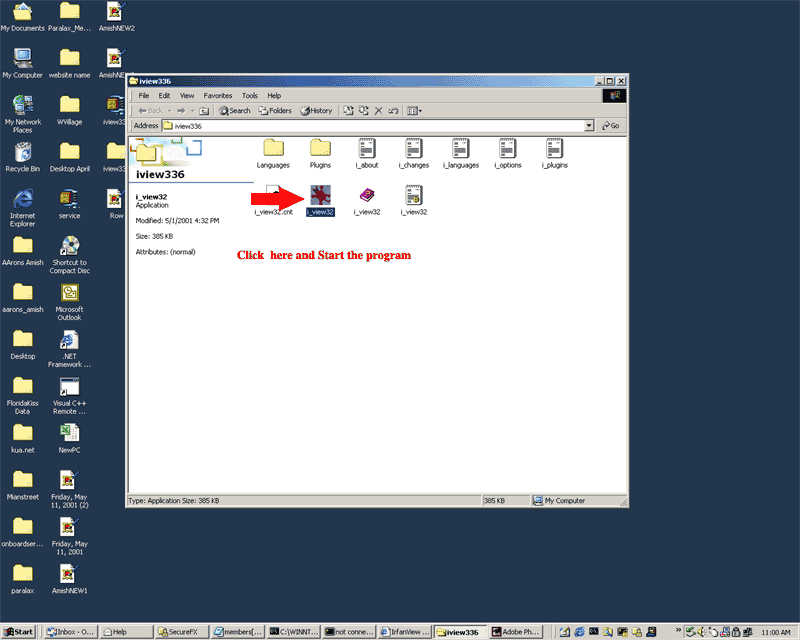 My Documents
Paralax_Me...
AmishNEW2
My Computer
website name
My Network
Places
WVillage
iview33
Recycle Bin
Desktop April
iview33
Internet
Explorer
service
Row
AArons Amish
Shortcut to
Compact Disc
aarons_amish
Microsoft
Outlook
Desktop
.NET
Framework ...
FloridaKiss
Data
Visual C++
Remote ...
kua.net
NewPC
Mianstreet
Friday, May
11, 2001 (2)
onboardser...
Friday, May
11, 2001
paralax
AmishNEW1
iview336
File Edit View Favorites Tools Help
Back Search Folders History
Address iview336 Go
iview336
i_view32
Application
Modified: 5/1/2001 4:32 PM
Size: 385 KB
Attributes: (normal)
Languages Plugins i_about i_changes i_languages i_options i_plugins
i_view32.cnt i_view32 i_view32 i_view32
Click here and Start the program
Type: Application Size: 385 KB 385 KB My Computer
Start Inbox - O... Help SecureFX members[... C:\WINNT... not conne... IrfanView ... iview336 Adobe Ph... 11:00 AM